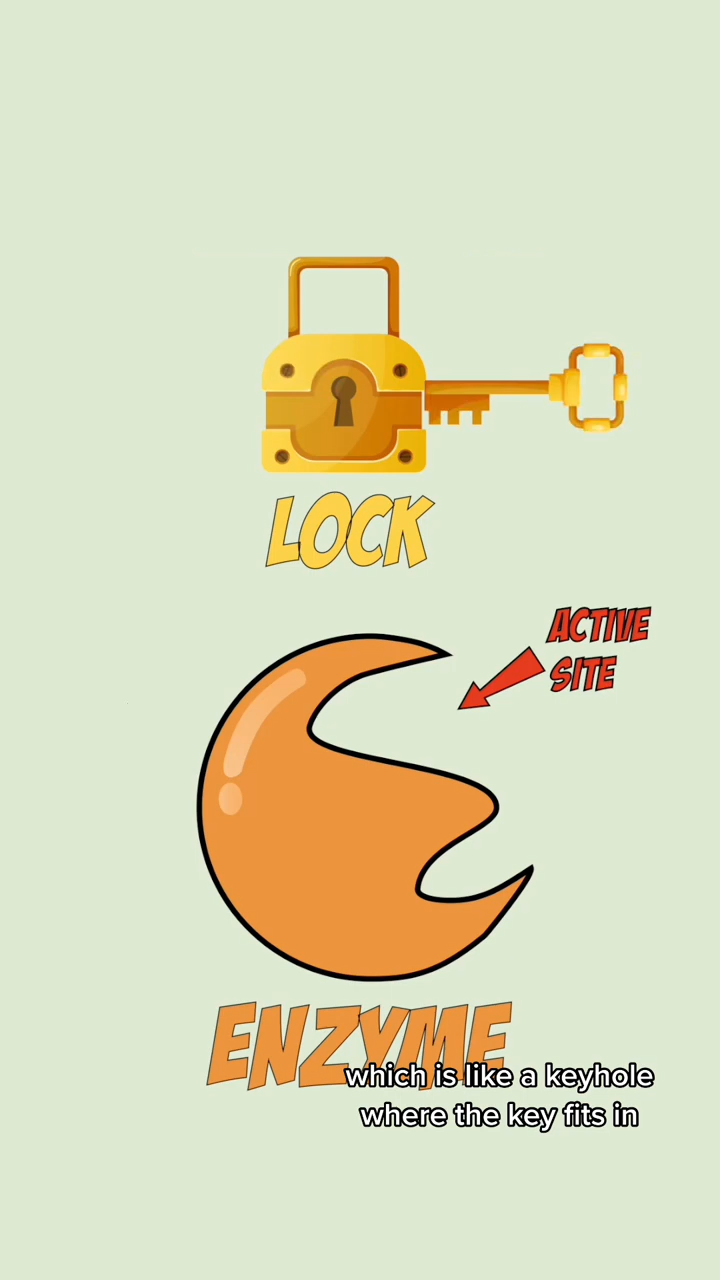 LOCK
ACTIVE
SITE
ENZYME
which is like a keyhole
where the key fits in